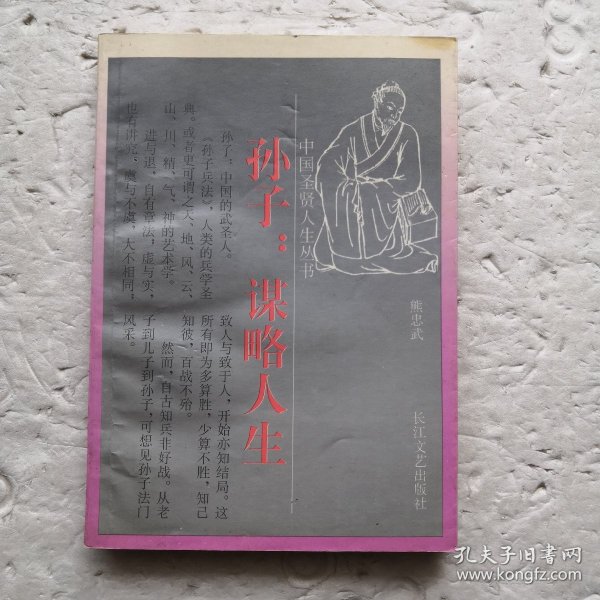 中国圣贤人生丛书
孙子：谋略人生
熊忠武
长江文艺出版社
孙子，中国的武圣人。
《孙子兵法》，人类的兵学圣
典。或者更可谓之天、地、风、云、
山、川、精、气、神的艺术学。
进与退，自有章法，虚与实，
也有讲究。虞与不虞，大不相同；
致人与致于人，开始亦知结局。这
所有即为多算胜，少算不胜，知己
知彼，百战不殆。
然而，自古知兵非好战。从老
子到儿子到孙子，可想见孙子法门
风采。
孔夫子旧书网
www.kongfz.com